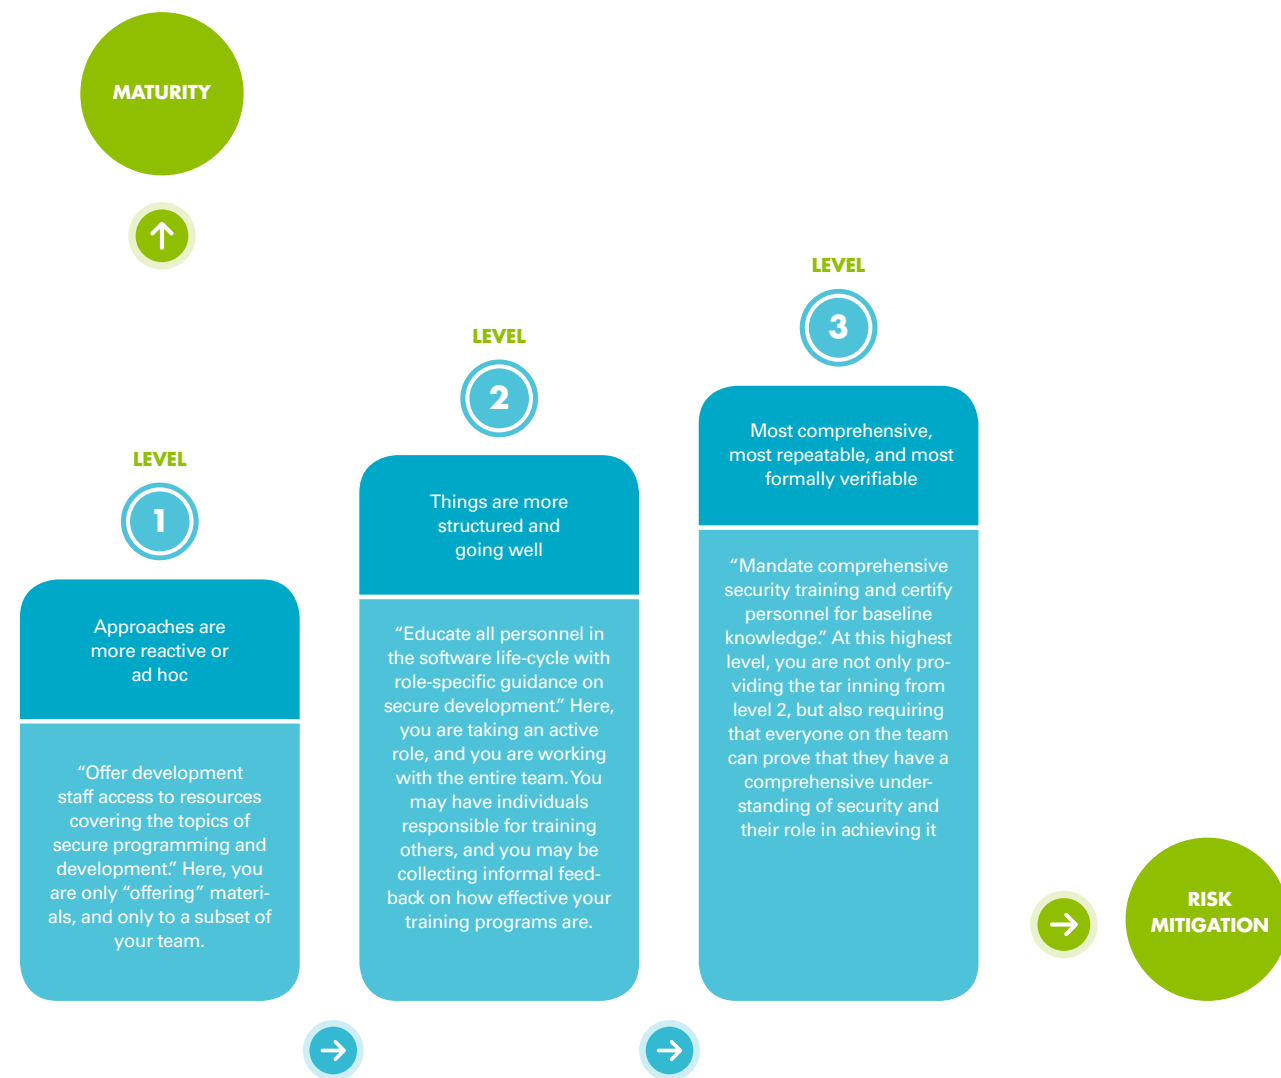 MATURITY
LEVEL
1
Approaches are
more reactive or
ad hoc
“Offer development
staff access to resources
covering the topics of
secure programming and
development.” Here, you
are only “offering” materi-
als, and only to a subset of
your team.
LEVEL
2
Things are more
structured and
going well
“Educate all personnel in
the software life-cycle with
role-specific guidance on
secure development.” Here,
you are taking an active
role, and you are working
with the entire team. You
may have individuals
responsible for training
others, and you may be
collecting informal feed-
back on how effective your
training programs are.
LEVEL
3
Most comprehensive,
most repeatable, and most
formally verifiable
“Mandate comprehensive
security training and certify
personnel for baseline
knowledge.” At this highest
level, you are not only pro-
viding the tar inning from
level 2, but also requiring
that everyone on the team
can prove that they have a
comprehensive under-
standing of security and
their role in achieving it
RISK
MITIGATION